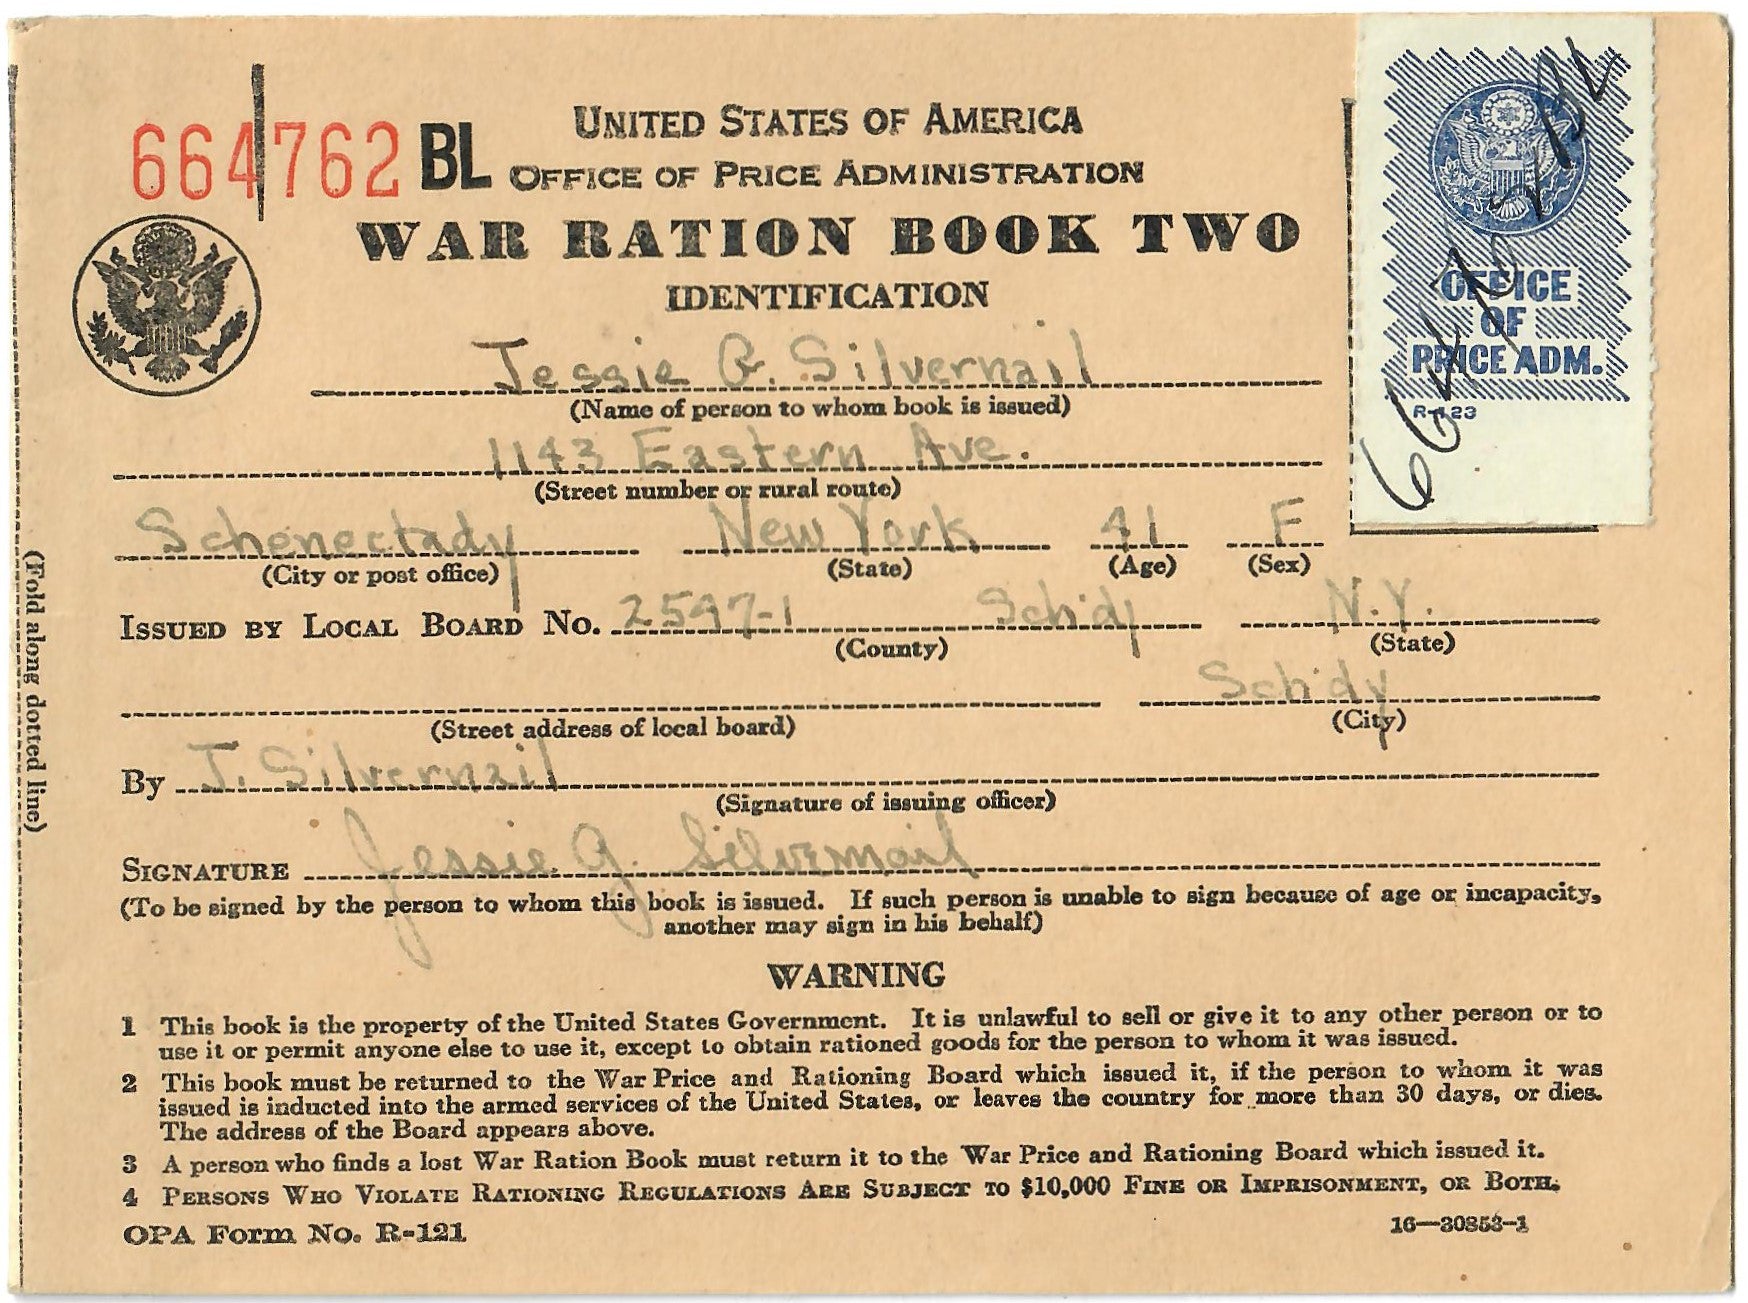 664762 BL
UNITED STATES OF AMERICA
OFFICE OF PRICE ADMINISTRATION
WAR RATION BOOK TWO
IDENTIFICATION
OFFICE
OF
PRICE ADM.
R-123
664762 BL
Jessie G. Silvernail
(Name of person to whom book is issued)
1143 Eastern Ave.
(Street number or rural route)
Schenectady New York 41 F
(City or post office) (State) (Age) (Sex)
ISSUED BY LOCAL BOARD NO. 2547-1 Schdy N.Y.
(County) (State)
Schdy
(Street address of local board) (City)
By J. Silvernail
(Signature of issuing officer)
SIGNATURE Jessie G. Silvernail
(To be signed by the person to whom this book is issued. If such person is unable to sign because of age or incapacity,
another may sign in his behalf)
WARNING
1 This book is the property of the United States Government. It is unlawful to sell or give it to any other person or to
use it or permit anyone else to use it, except to obtain rationed goods for the person to whom it was issued.
2 This book must be returned to the War Price and Rationing Board which issued it, if the person to whom it was
issued is inducted into the armed services of the United States, or leaves the country for more than 30 days, or dies.
The address of the Board appears above.
3 A person who finds a lost War Ration Book must return it to the War Price and Rationing Board which issued it.
4 PERSONS WHO VIOLATE RATIONING REGULATIONS ARE SUBJECT TO $10,000 FINE OR IMPRISONMENT, OR BOTH.
OPA Form No. R-121 16—30853-1
(Fold along dotted line)